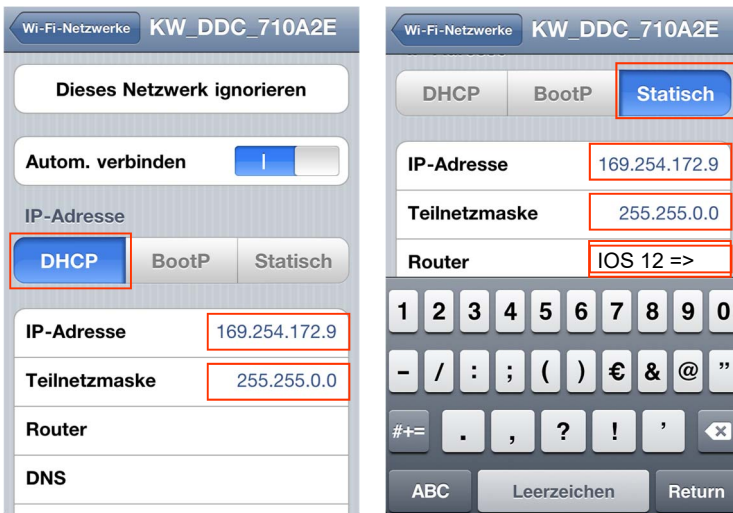 Wi-Fi-Netzwerke KW_DDC_710A2E
Dieses Netzwerk ignorieren
Autom. verbinden
IP-Adresse
DHCP BootP Statisch
IP-Adresse 169.254.172.9
Teilnetzmaske 255.255.0.0
Router
DNS
Wi-Fi-Netzwerke KW_DDC_710A2E
DHCP BootP Statisch
IP-Adresse 169.254.172.9
Teilnetzmaske 255.255.0.0
Router IOS 12 =>
1 2 3 4 5 6 7 8 9 0
- / : ; ( ) € & @ ”
#+= . , ? ! ’
ABC Leerzeichen Return